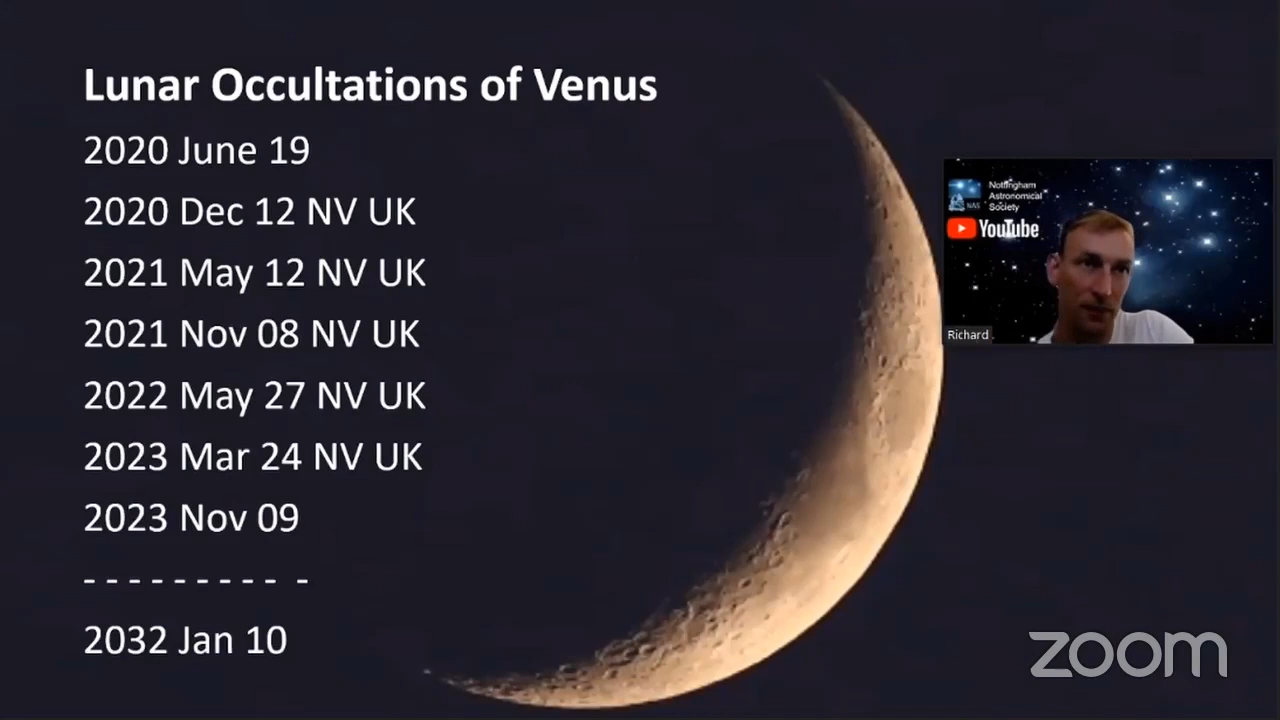 Lunar Occultations of Venus
2020 June 19
2020 Dec 12 NV UK
2021 May 12 NV UK
2021 Nov 08 NV UK
2022 May 27 NV UK
2023 Mar 24 NV UK
2023 Nov 09
- - - - - - - - - - -
2032 Jan 10
Nottingham
Astronomical
Society
NAS
YouTube
Richard
zoom